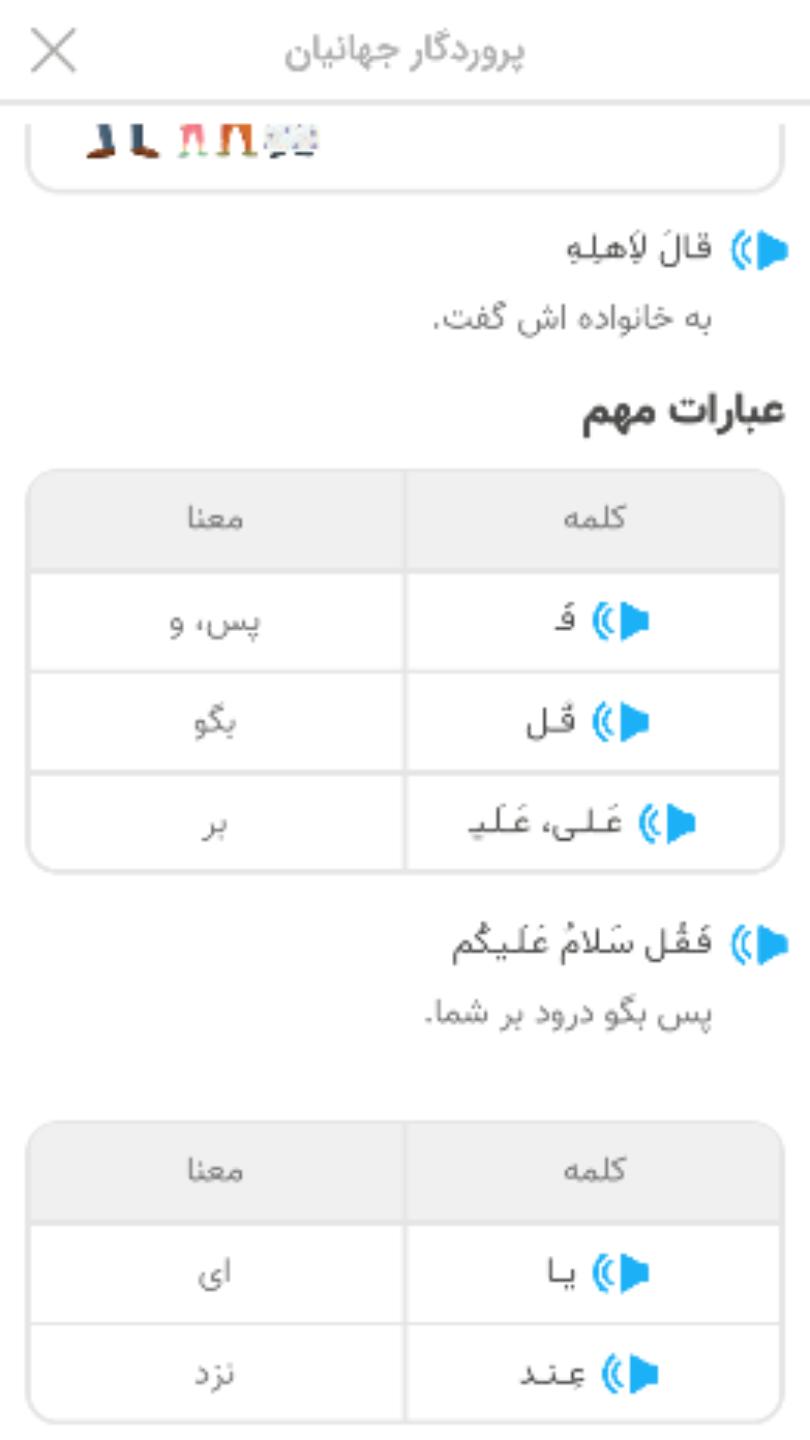 پروردگار جهانیان
قالَ لِاَهلِهِ
به خانواده اش گفت.
عبارات مهم
کلمه معنا
فَـ پس، و
قُل بگو
عَلی، عَلَیـ بر
فَقُل سَلامُ عَلَیکُم
پس بگو درود بر شما.
کلمه معنا
یا ای
عِند نزد